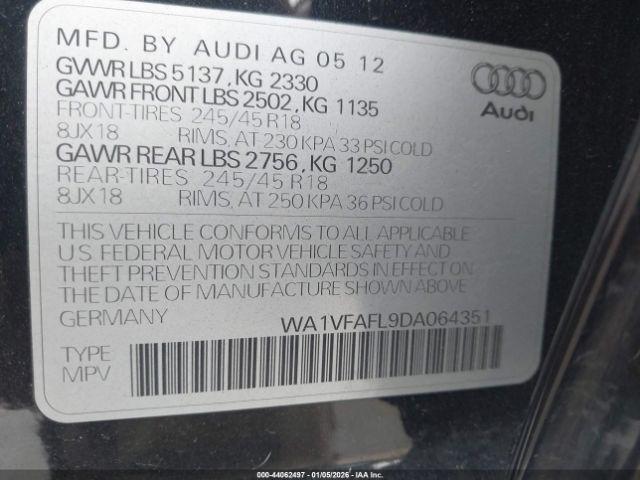 MFD. BY AUDI AG 05 12
GVWR LBS 5137, KG 2330
GAWR FRONT LBS 2502, KG 1135
FRONT-TIRES 245/45 R18
8JX18 RIMS, AT 230 KPA 33 PSI COLD
GAWR REAR LBS 2756, KG 1250
REAR-TIRES 245/45 R18
8JX18 RIMS, AT 250 KPA 36 PSI COLD
Audi
THIS VEHICLE CONFORMS TO ALL APPLICABLE
U.S FEDERAL MOTOR VEHICLE SAFETY AND
THEFT PREVENTION STANDARDS IN EFFECT ON
THE DATE OF MANUFACTURE SHOWN ABOVE
GERMANY WA1VFAFL9DA064351
TYPE
MPV
000-44062497 01/05/2026 © IAA Holdings, LLC